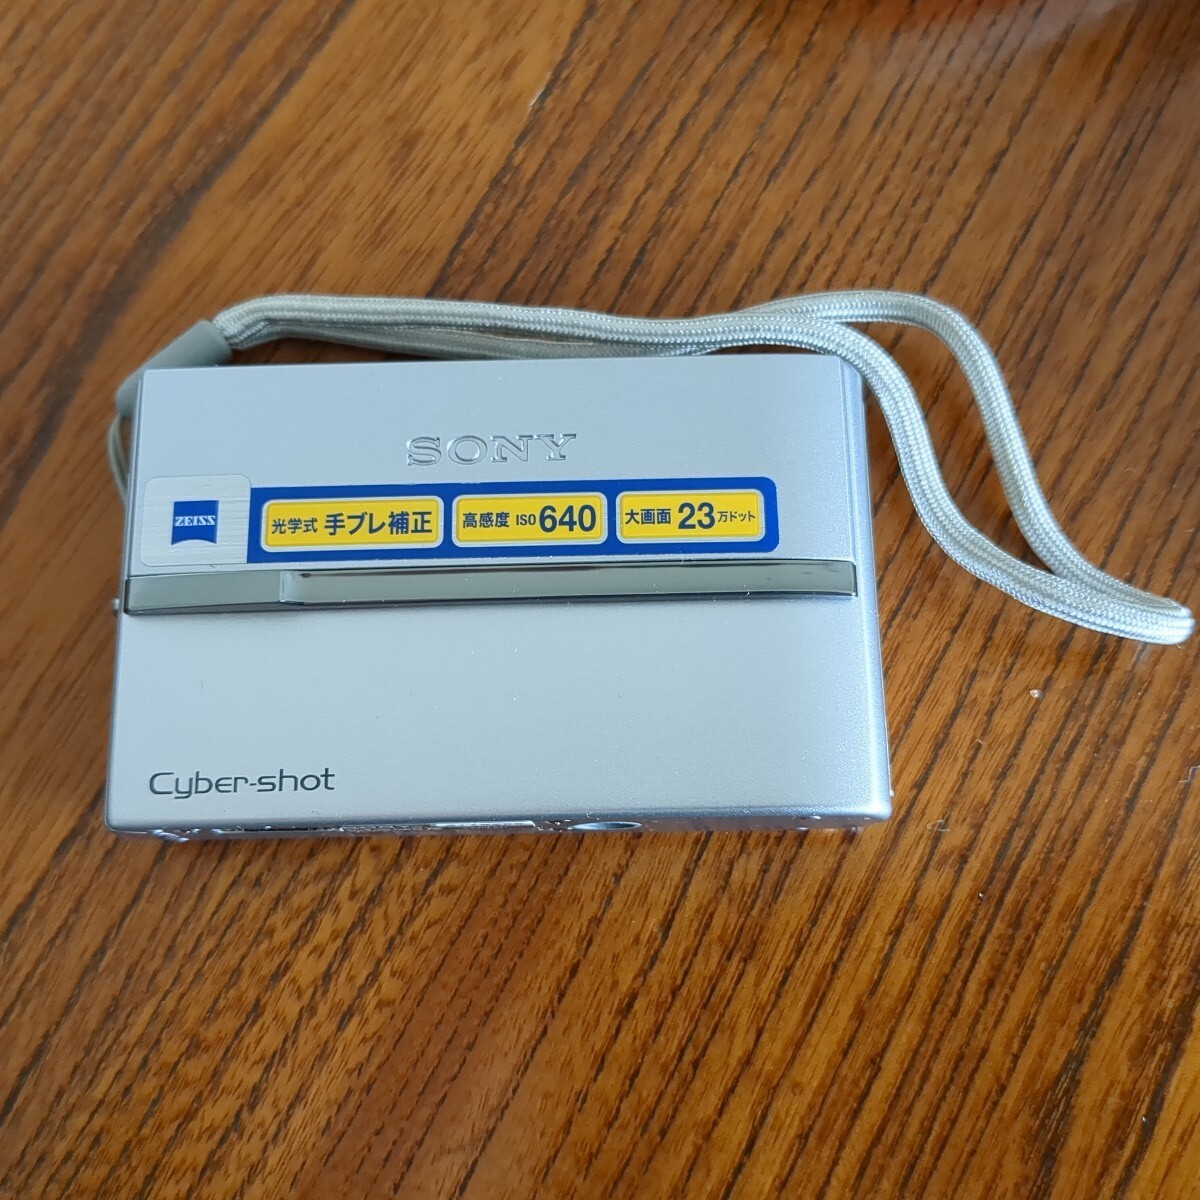 SONY
ZEISS
光学式 手ブレ補正
高感度 ISO 640
大画面 23万ドット
Cyber-shot